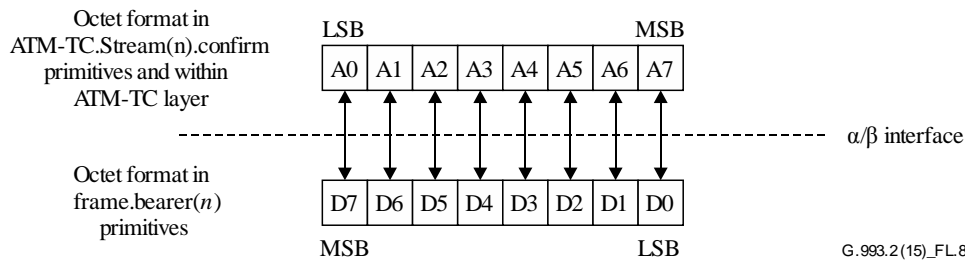 Octet format in
ATM-TC.Stream(n).confirm
primitives and within
ATM-TC layer
LSB MSB
A0 A1 A2 A3 A4 A5 A6 A7
α/β interface
Octet format in
frame.bearer(n)
primitives
D7 D6 D5 D4 D3 D2 D1 D0
MSB LSB
G.993.2(15)_FL.8